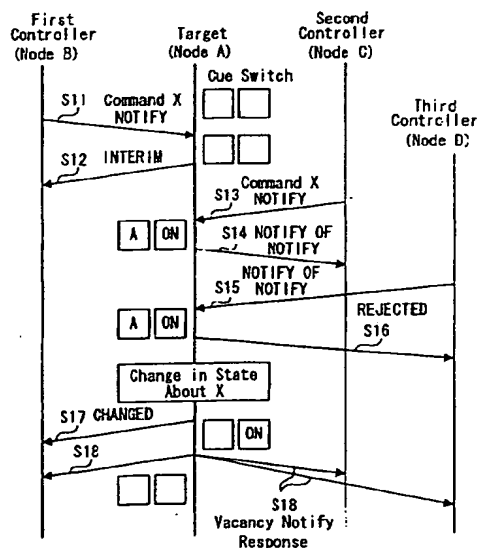 First
Controller
(Node B)
Target
(Node A)
Second
Controller
(Node C)
Third
Controller
(Node D)
Cue Switch
S11
Command X
NOTIFY
S12
INTERIM
Command X
S13
NOTIFY
A
ON
S14
NOTIFY OF
NOTIFY
NOTIFY OF
S15
NOTIFY
REJECTED
A
ON
S16
Change in State
About X
S17
CHANGED
ON
S18
S18
Vacancy Notify
Response